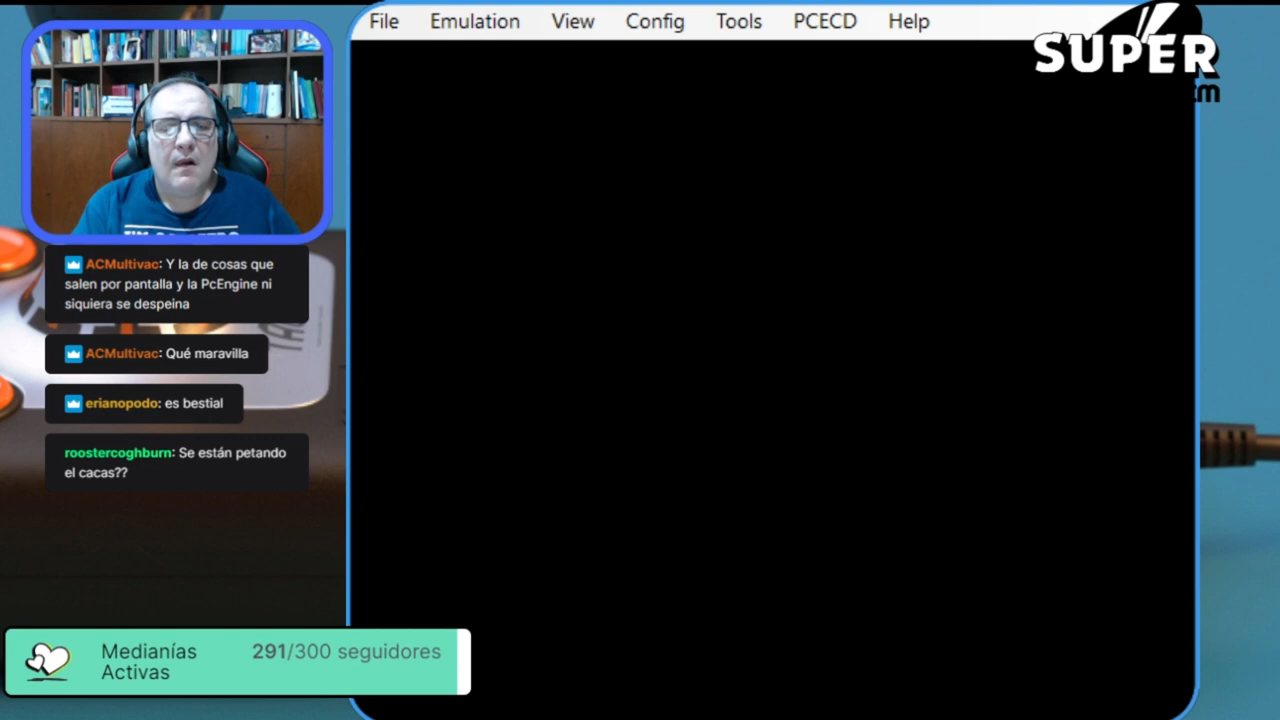 File Emulation View Config Tools PCECD Help
SUPER
ACMultivac: Y la de cosas que
salen por pantalla y la PcEngine ni
siquiera se despeina
ACMultivac: Qué maravilla
erianopodo: es bestial
roostercoghburn: Se están petando
el cacas??
Medianías 291/300 seguidores
Activas